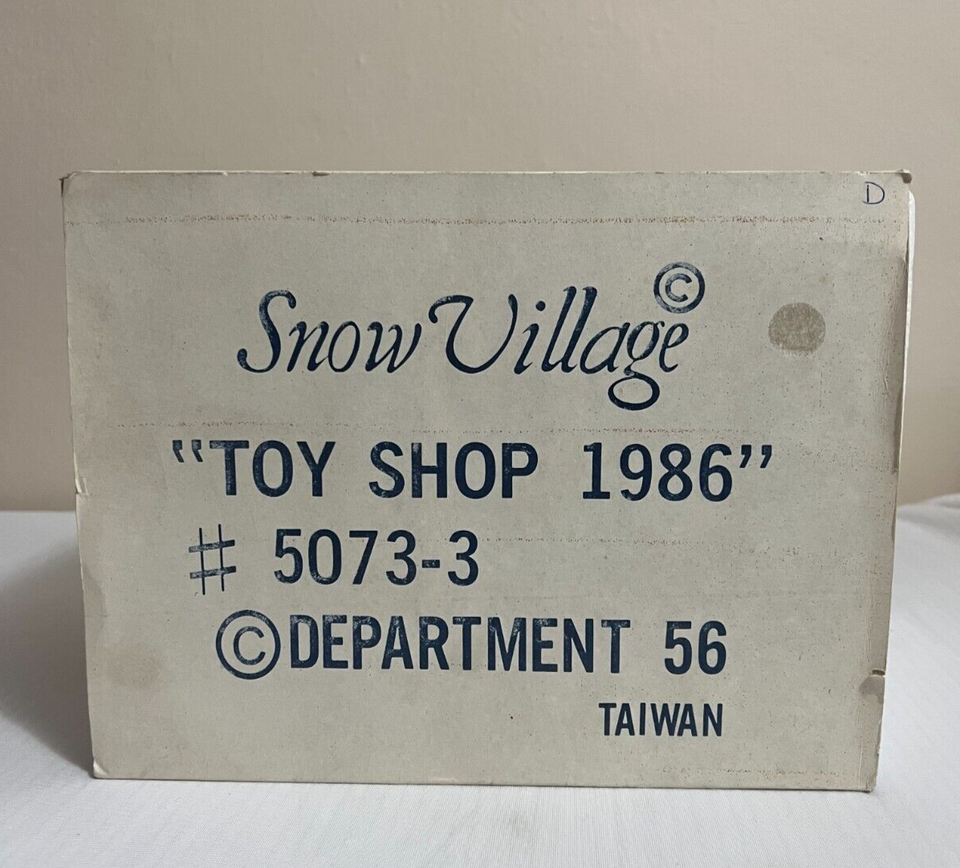 D
Snow Village©
“TOY SHOP 1986”
# 5073-3
©DEPARTMENT 56
TAIWAN